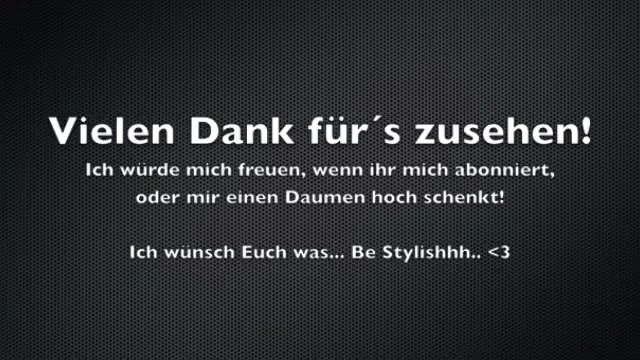 Vielen Dank für´s zusehen!
Ich würde mich freuen, wenn ihr mich abonniert,
oder mir einen Daumen hoch schenkt!
Ich wünsch Euch was... Be Stylishhh.. <3